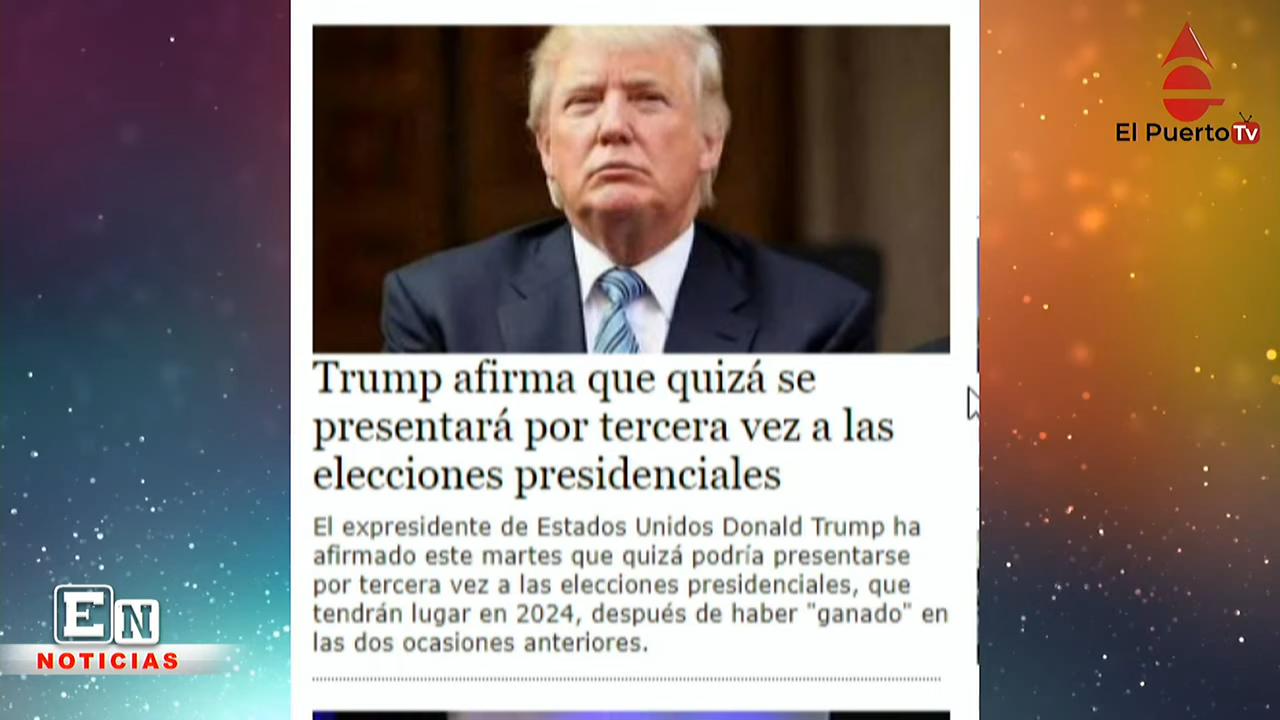 El Puerto Tv
Trump afirma que quizá se
presentará por tercera vez a las
elecciones presidenciales
El expresidente de Estados Unidos Donald Trump ha
afirmado este martes que quizá podría presentarse
por tercera vez a las elecciones presidenciales, que
tendrán lugar en 2024, después de haber "ganado" en
las dos ocasiones anteriores.
EN
NOTICIAS